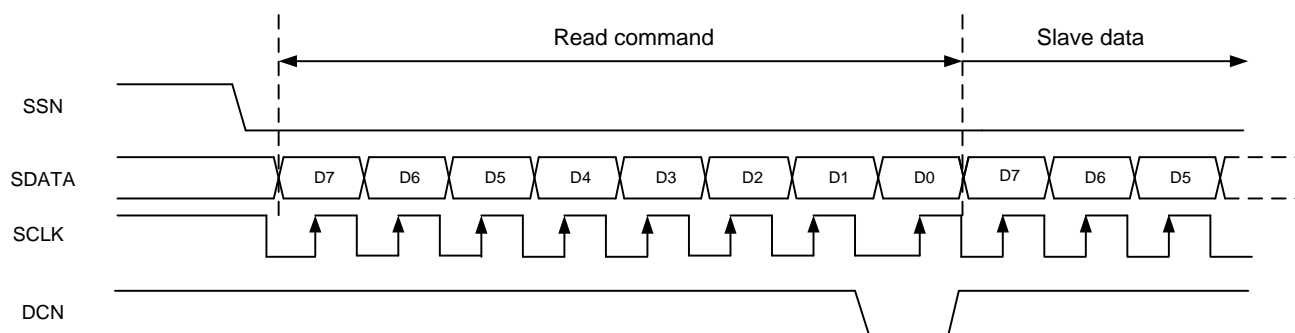 Read command Slave data
SSN
SDATA D7 D6 D5 D4 D3 D2 D1 D0 D7 D6 D5
SCLK
DCN